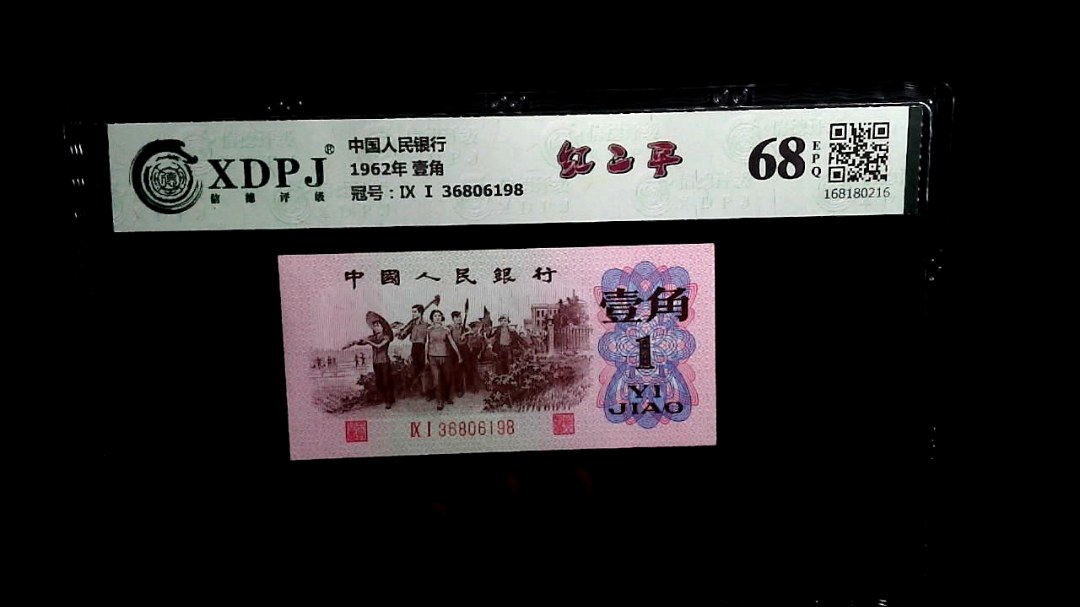 XDPJ®
信德评级
中国人民银行
1962年 壹角
冠号：Ⅸ Ⅰ 36806198
红二平
68
EPQ
168180216
中國人民銀行
壹角
1
YI
JIAO
Ⅸ Ⅰ 36806198